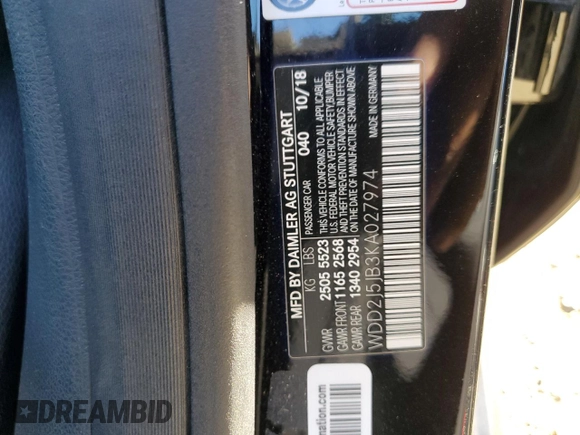 MFD BY DAIMLER AG STUTTGART
KG LBS PASSENGER CAR 040 10/18
GVWR 2505 5523 THIS VEHICLE CONFORMS TO ALL APPLICABLE
GAWR FRONT 1165 2568 U.S. FEDERAL MOTOR VEHICLE SAFETY, BUMPER
GAWR REAR 1340 2954 AND THEFT PREVENTION STANDARDS IN EFFECT
ON THE DATE OF MANUFACTURE SHOWN ABOVE
WDD2J5JB3KA027974 MADE IN GERMANY
mation.com
DREAMBID